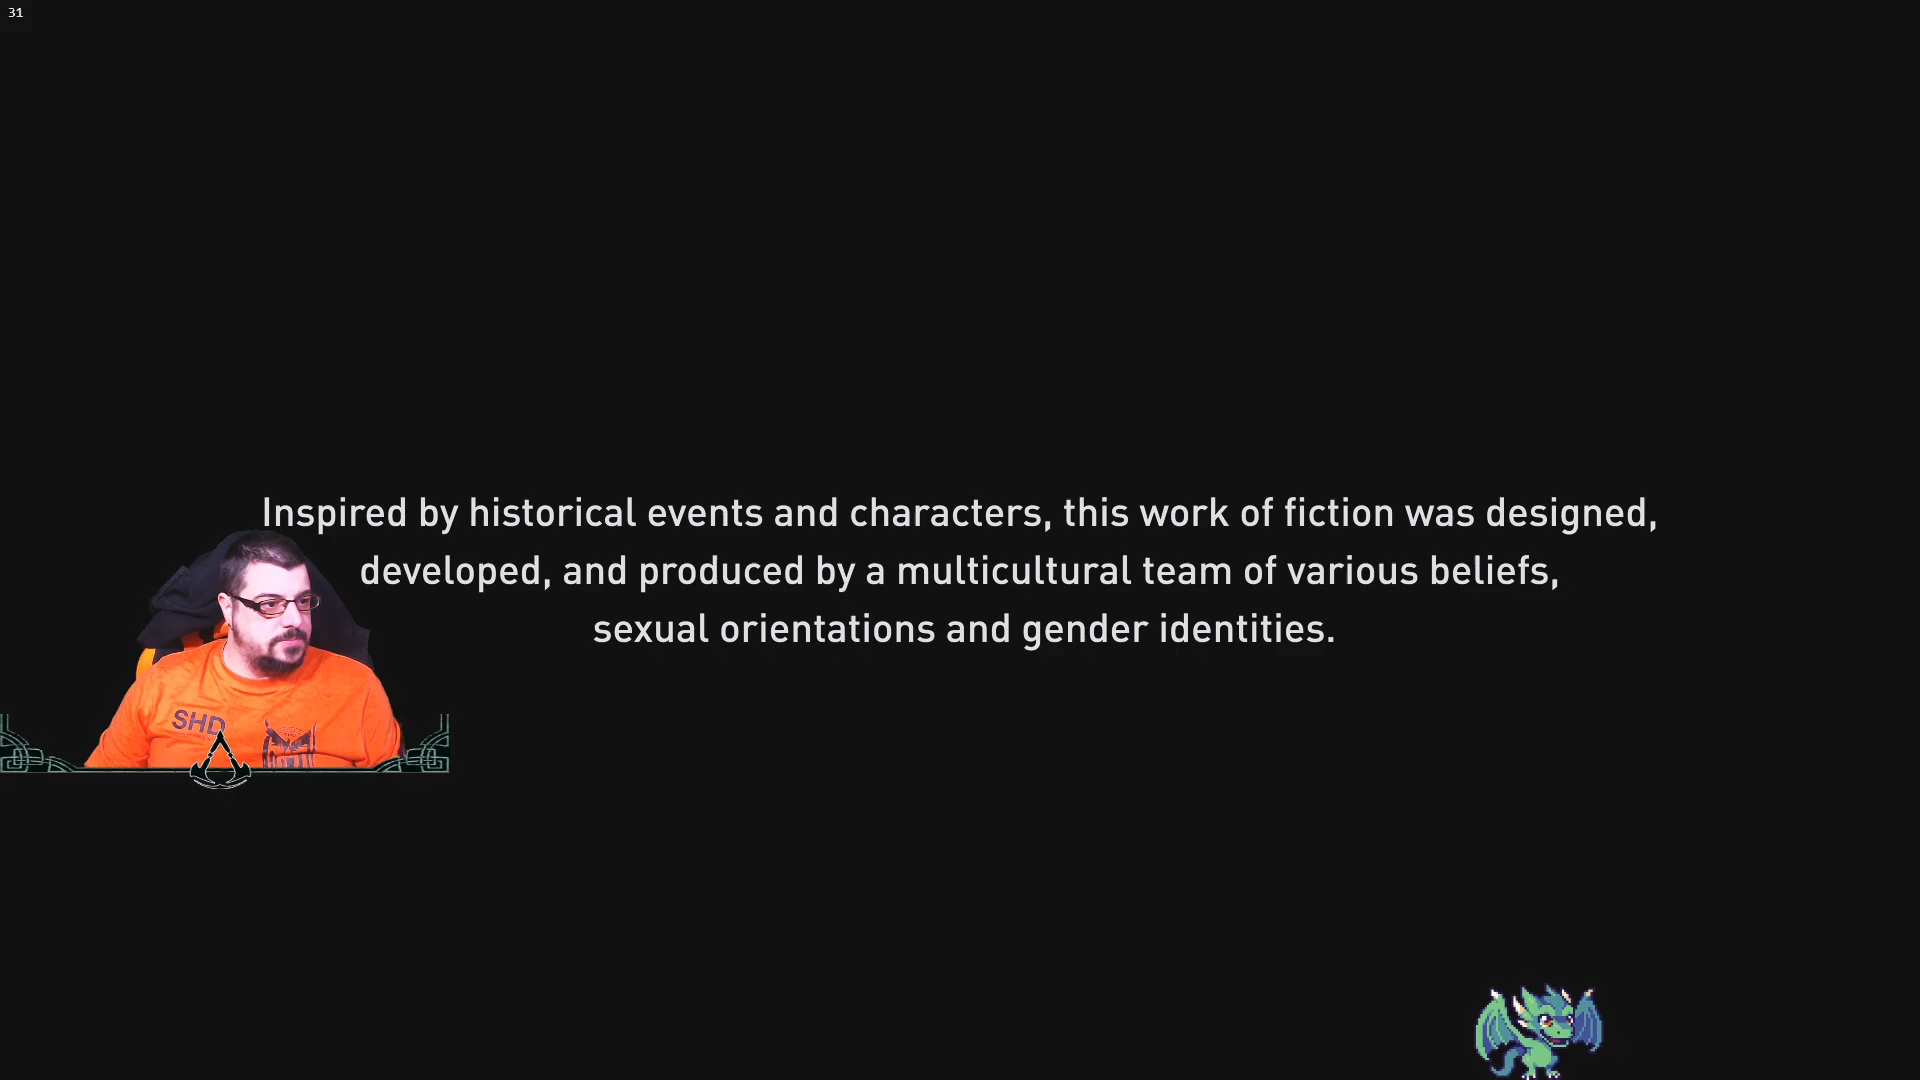 31
Inspired by historical events and characters, this work of fiction was designed,
developed, and produced by a multicultural team of various beliefs,
sexual orientations and gender identities.
SHD